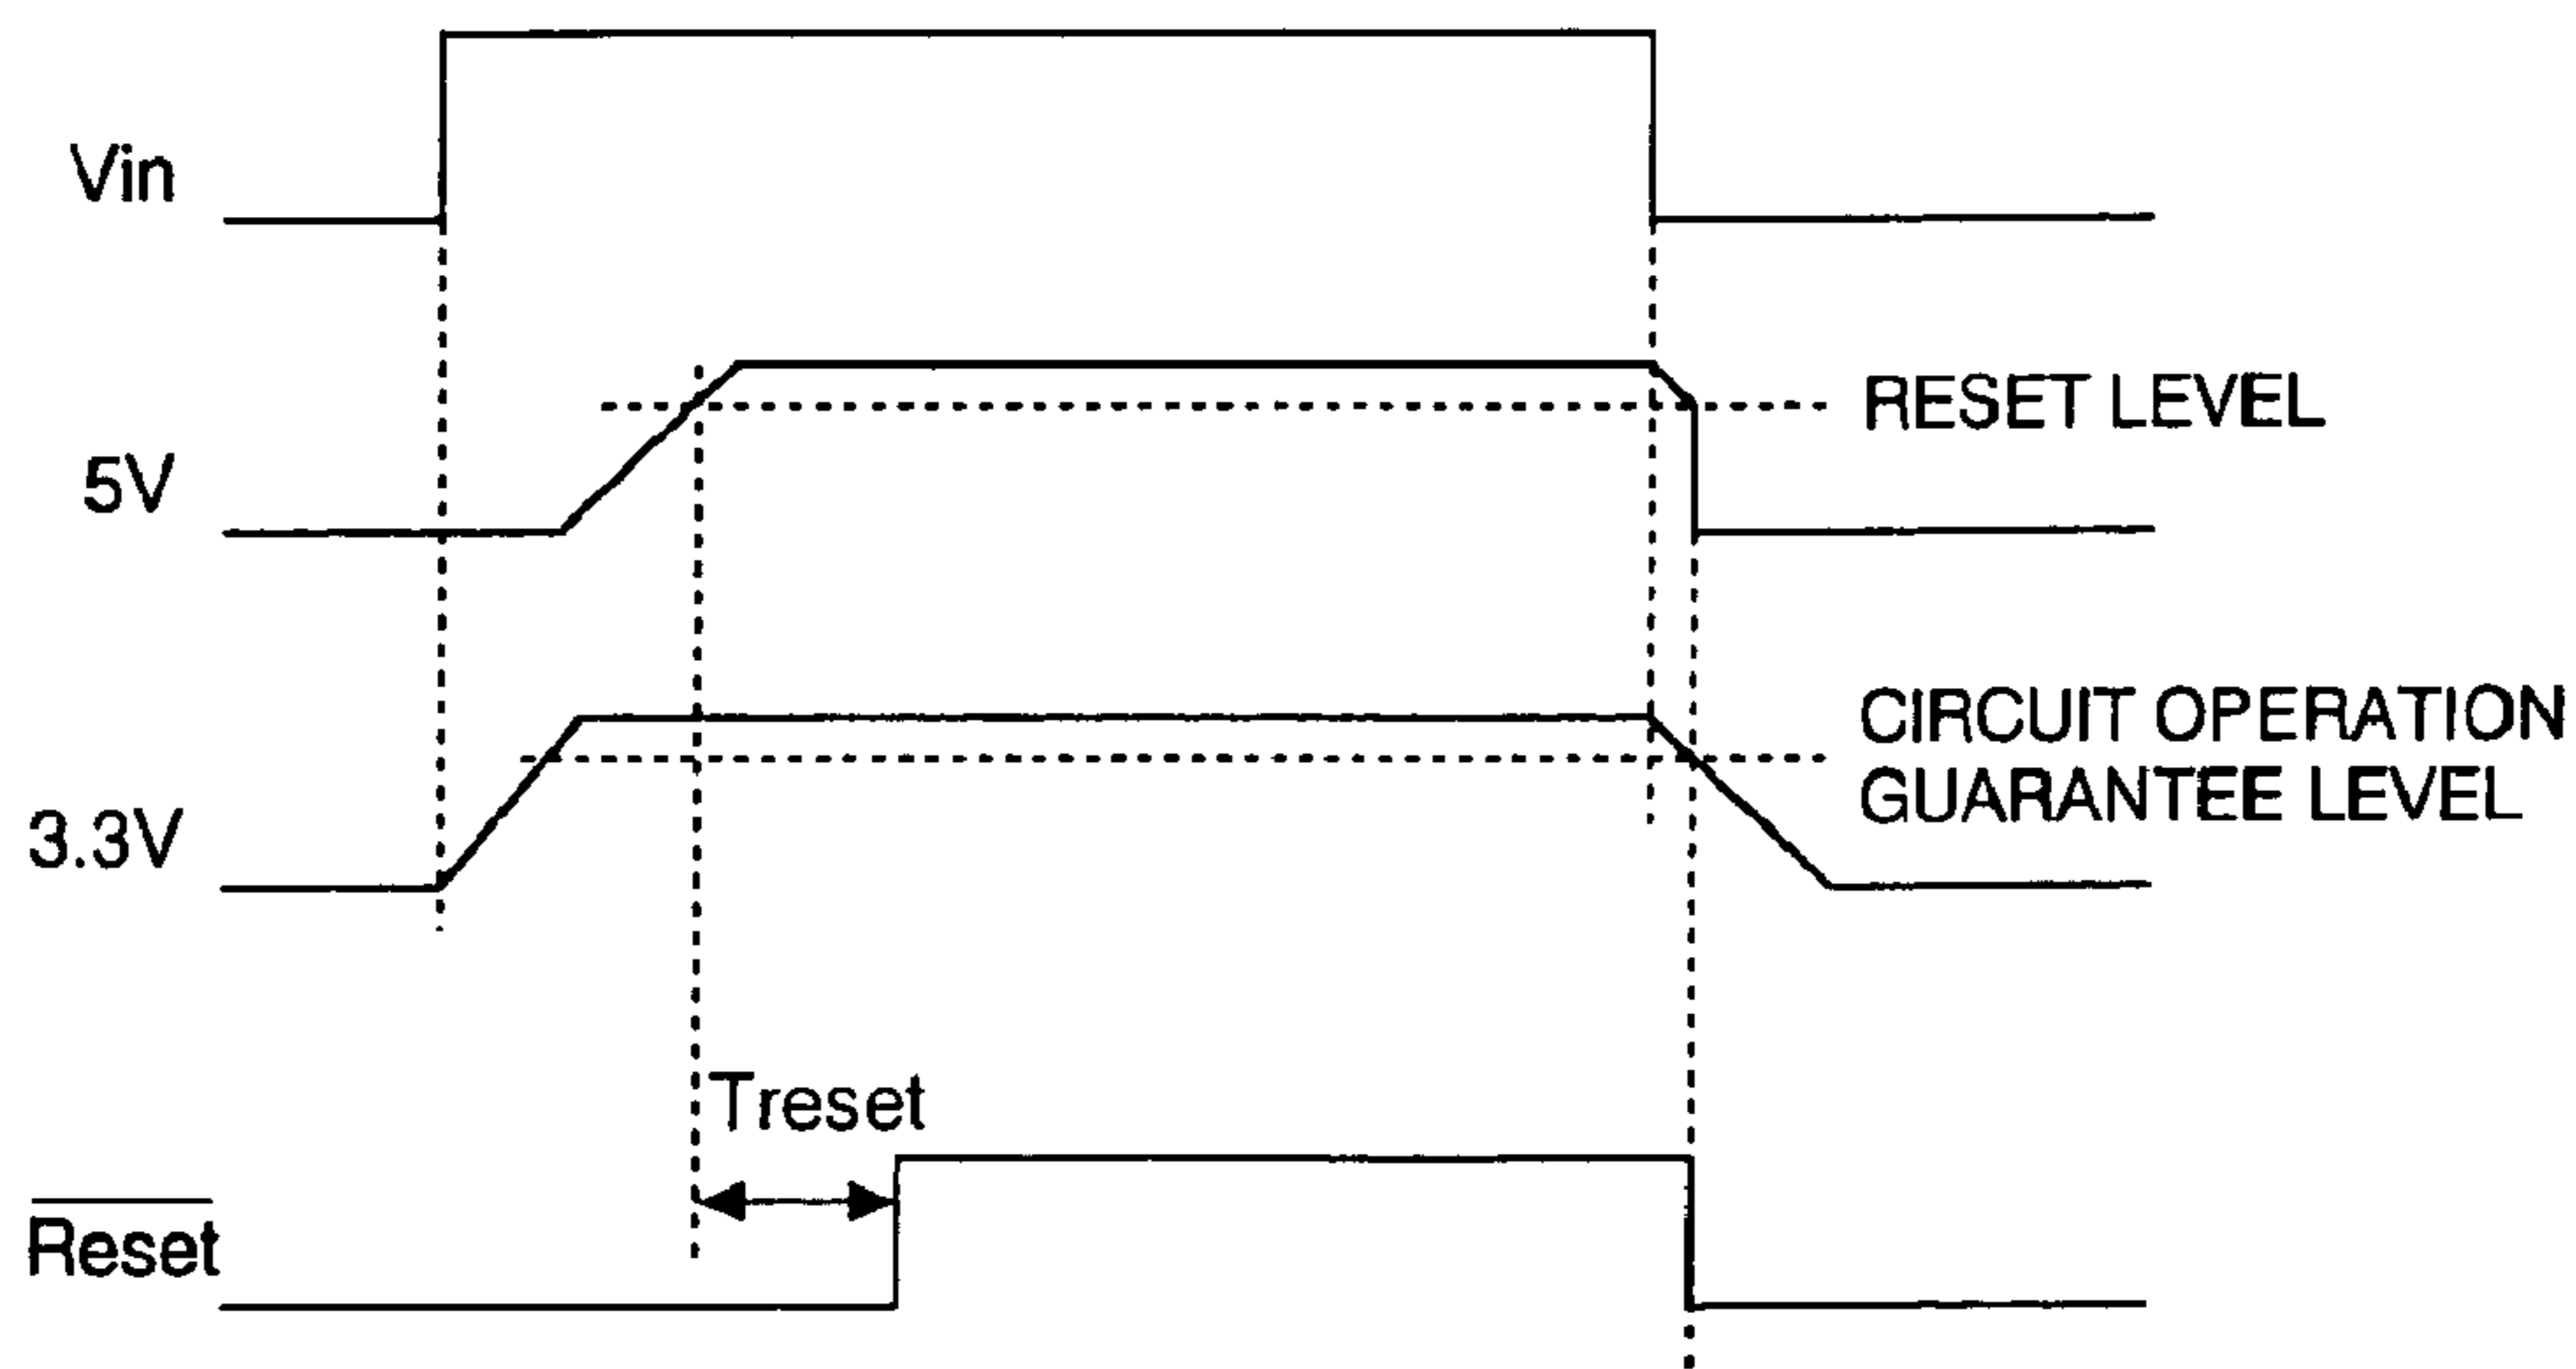 Vin
RESET LEVEL
5V
CIRCUIT OPERATION
GUARANTEE LEVEL
3.3V
Treset
Reset